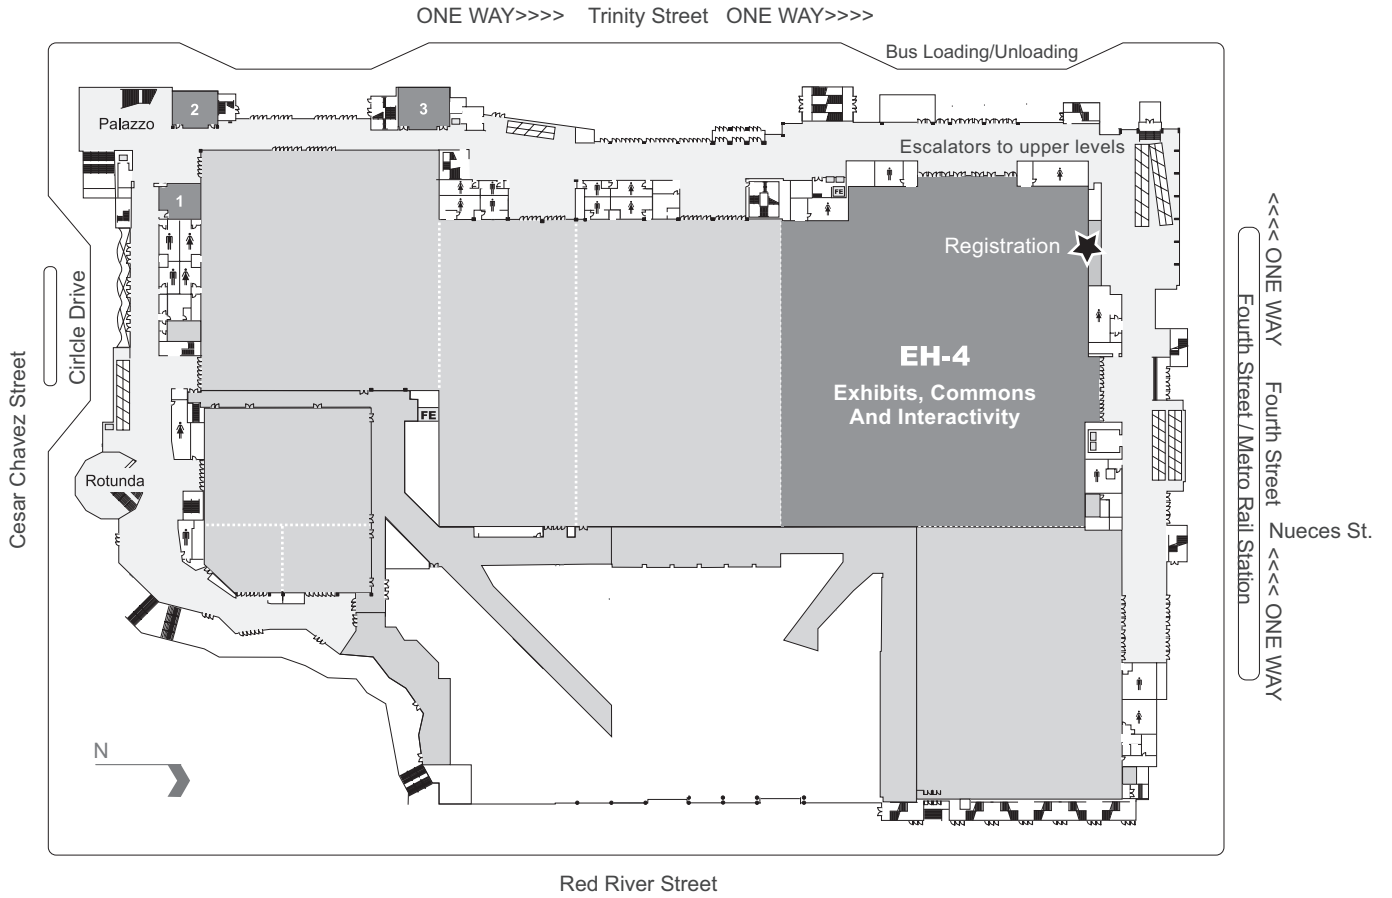 ONE WAY>>>> Trinity Street ONE WAY>>>>
Bus Loading/Unloading
2
3
Palazzo
Escalators to upper levels
FE
1
Registration
<<<< ONE WAY Fourth Street <<<< ONE WAY
Fourth Street / Metro Rail Station
Cirlcle Drive
Cesar Chavez Street
EH-4
Exhibits, Commons
And Interactivity
FE
Rotunda
Nueces St.
N
Red River Street